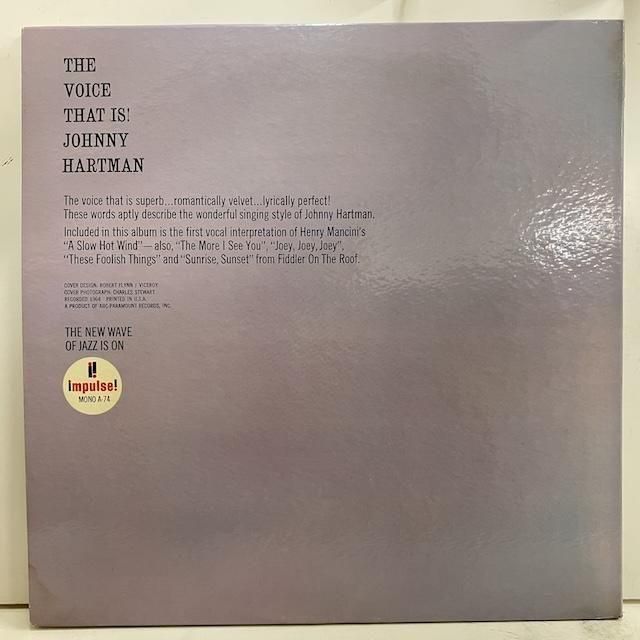 THE
VOICE
THAT IS!
JOHNNY
HARTMAN
The voice that is superb...romantically velvet...lyrically perfect!
These words aptly describe the wonderful singing style of Johnny Hartman.
Included in this album is the first vocal interpretation of Henry Mancini's
"A Slow Hot Wind"—also, "The More I See You", "Joey, Joey, Joey",
"These Foolish Things" and "Sunrise, Sunset" from Fiddler On The Roof.
COVER DESIGN: ROBERT FLYNN / VICEROY
COVER PHOTOGRAPH: CHARLES STEWART
RECORDED 1964 · PRINTED IN U.S.A.
A PRODUCT OF ABC-PARAMOUNT RECORDS, INC.
THE NEW WAVE
OF JAZZ IS ON
i!
impulse!
MONO A-74